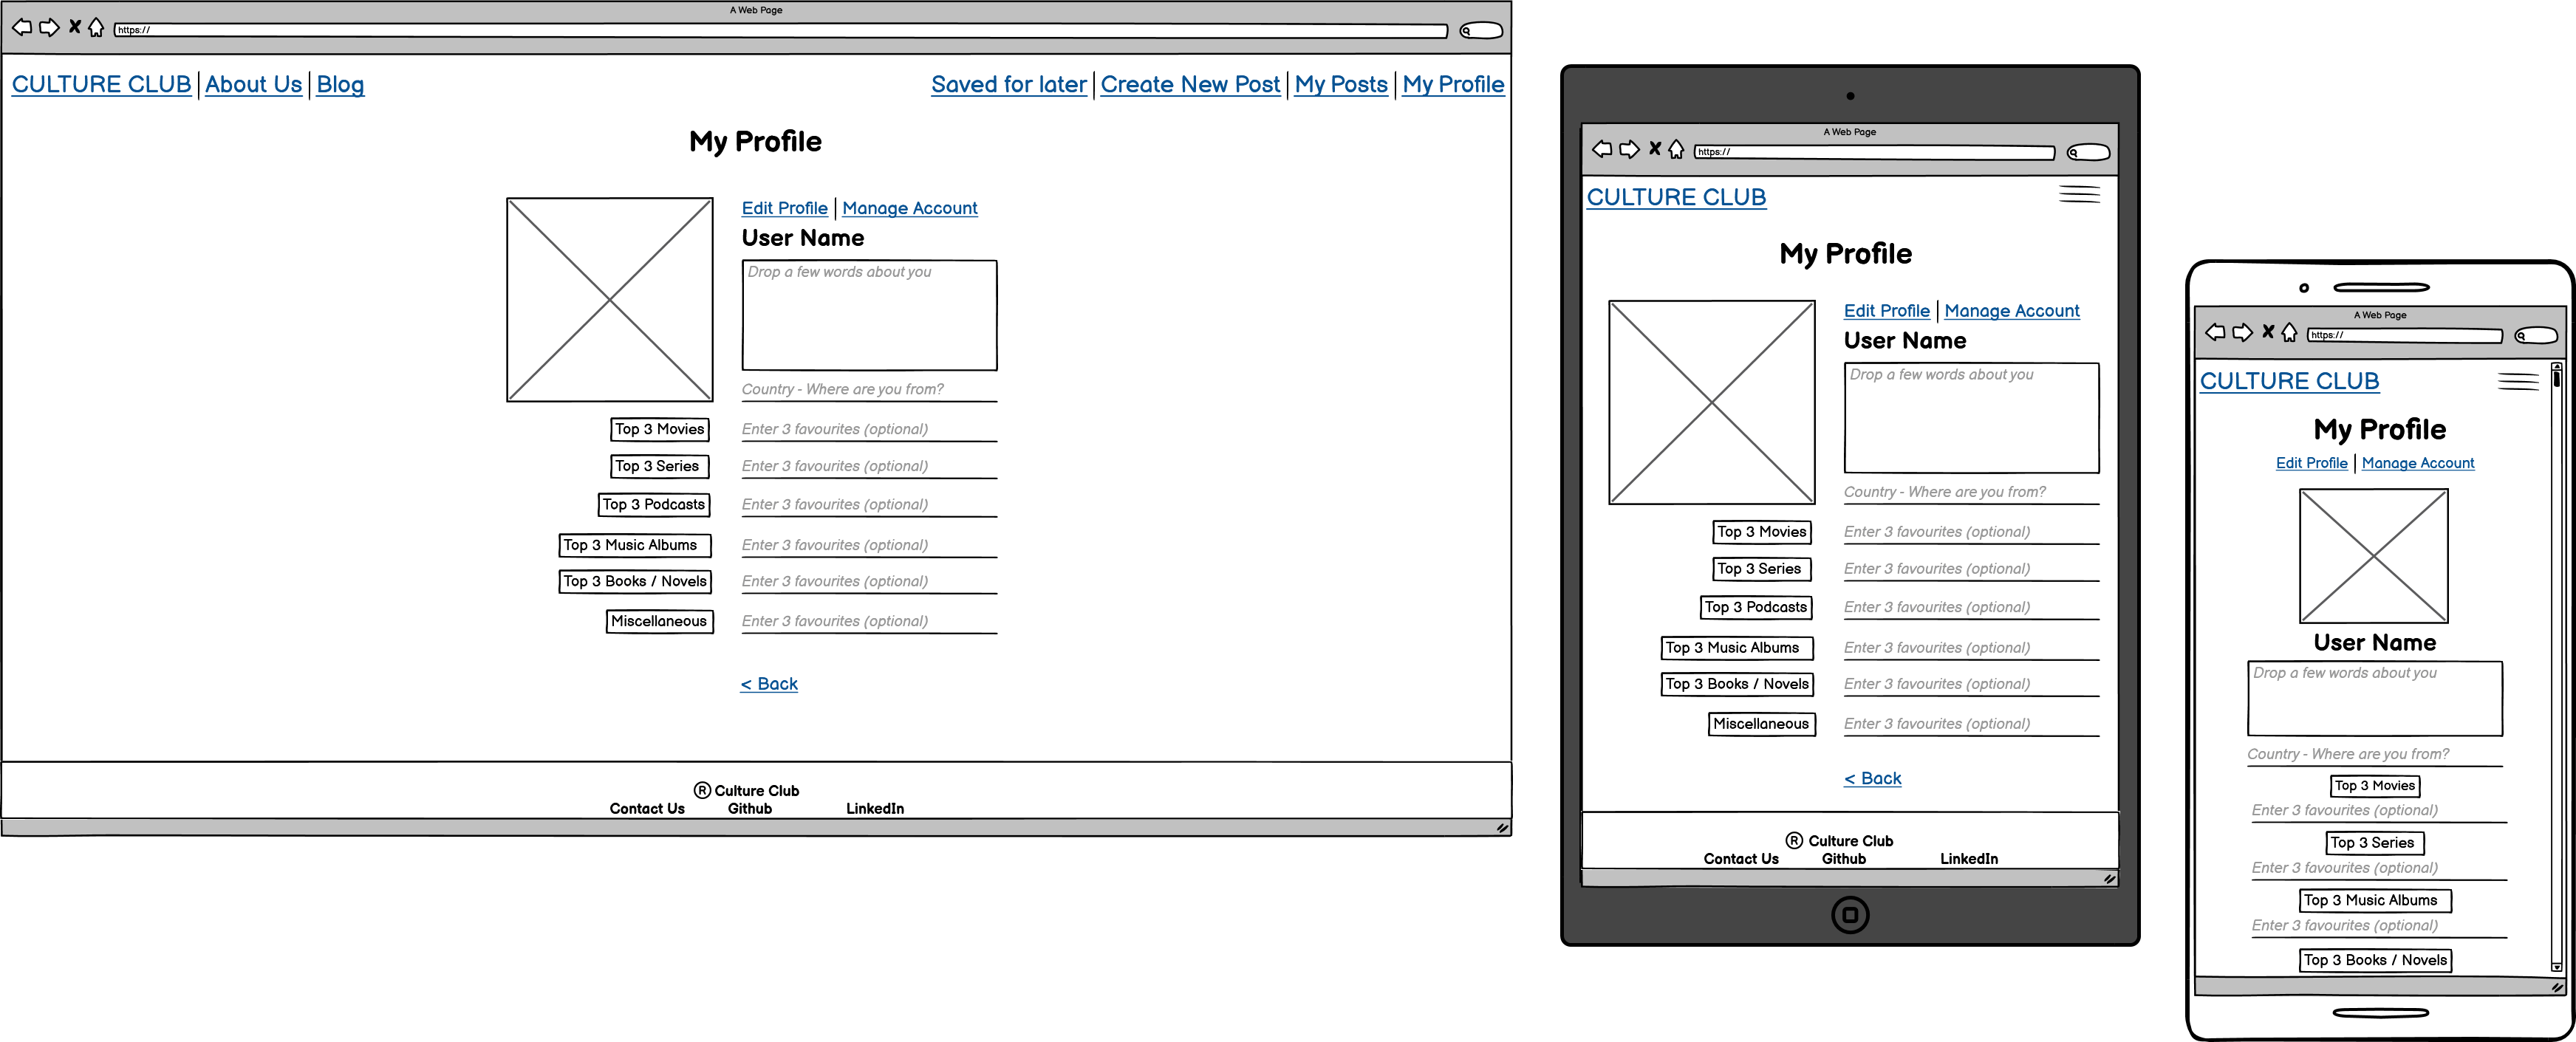 A Web Page
https://
CULTURE CLUB About Us Blog Saved for later Create New Post My Posts My Profile
My Profile
Edit Profile Manage Account
User Name
Drop a few words about you
Country - Where are you from?
Top 3 Movies Enter 3 favourites (optional)
Top 3 Series Enter 3 favourites (optional)
Top 3 Podcasts Enter 3 favourites (optional)
Top 3 Music Albums Enter 3 favourites (optional)
Top 3 Books / Novels Enter 3 favourites (optional)
Miscellaneous Enter 3 favourites (optional)
< Back
® Culture Club
Contact Us Github LinkedIn
A Web Page
https://
CULTURE CLUB
My Profile
Edit Profile Manage Account
User Name
Drop a few words about you
Country - Where are you from?
Top 3 Movies Enter 3 favourites (optional)
Top 3 Series Enter 3 favourites (optional)
Top 3 Podcasts Enter 3 favourites (optional)
Top 3 Music Albums Enter 3 favourites (optional)
Top 3 Books / Novels Enter 3 favourites (optional)
Miscellaneous Enter 3 favourites (optional)
< Back
® Culture Club
Contact Us Github LinkedIn
A Web Page
https://
CULTURE CLUB
My Profile
Edit Profile Manage Account
User Name
Drop a few words about you
Country - Where are you from?
Top 3 Movies
Enter 3 favourites (optional)
Top 3 Series
Enter 3 favourites (optional)
Top 3 Music Albums
Enter 3 favourites (optional)
Top 3 Books / Novels